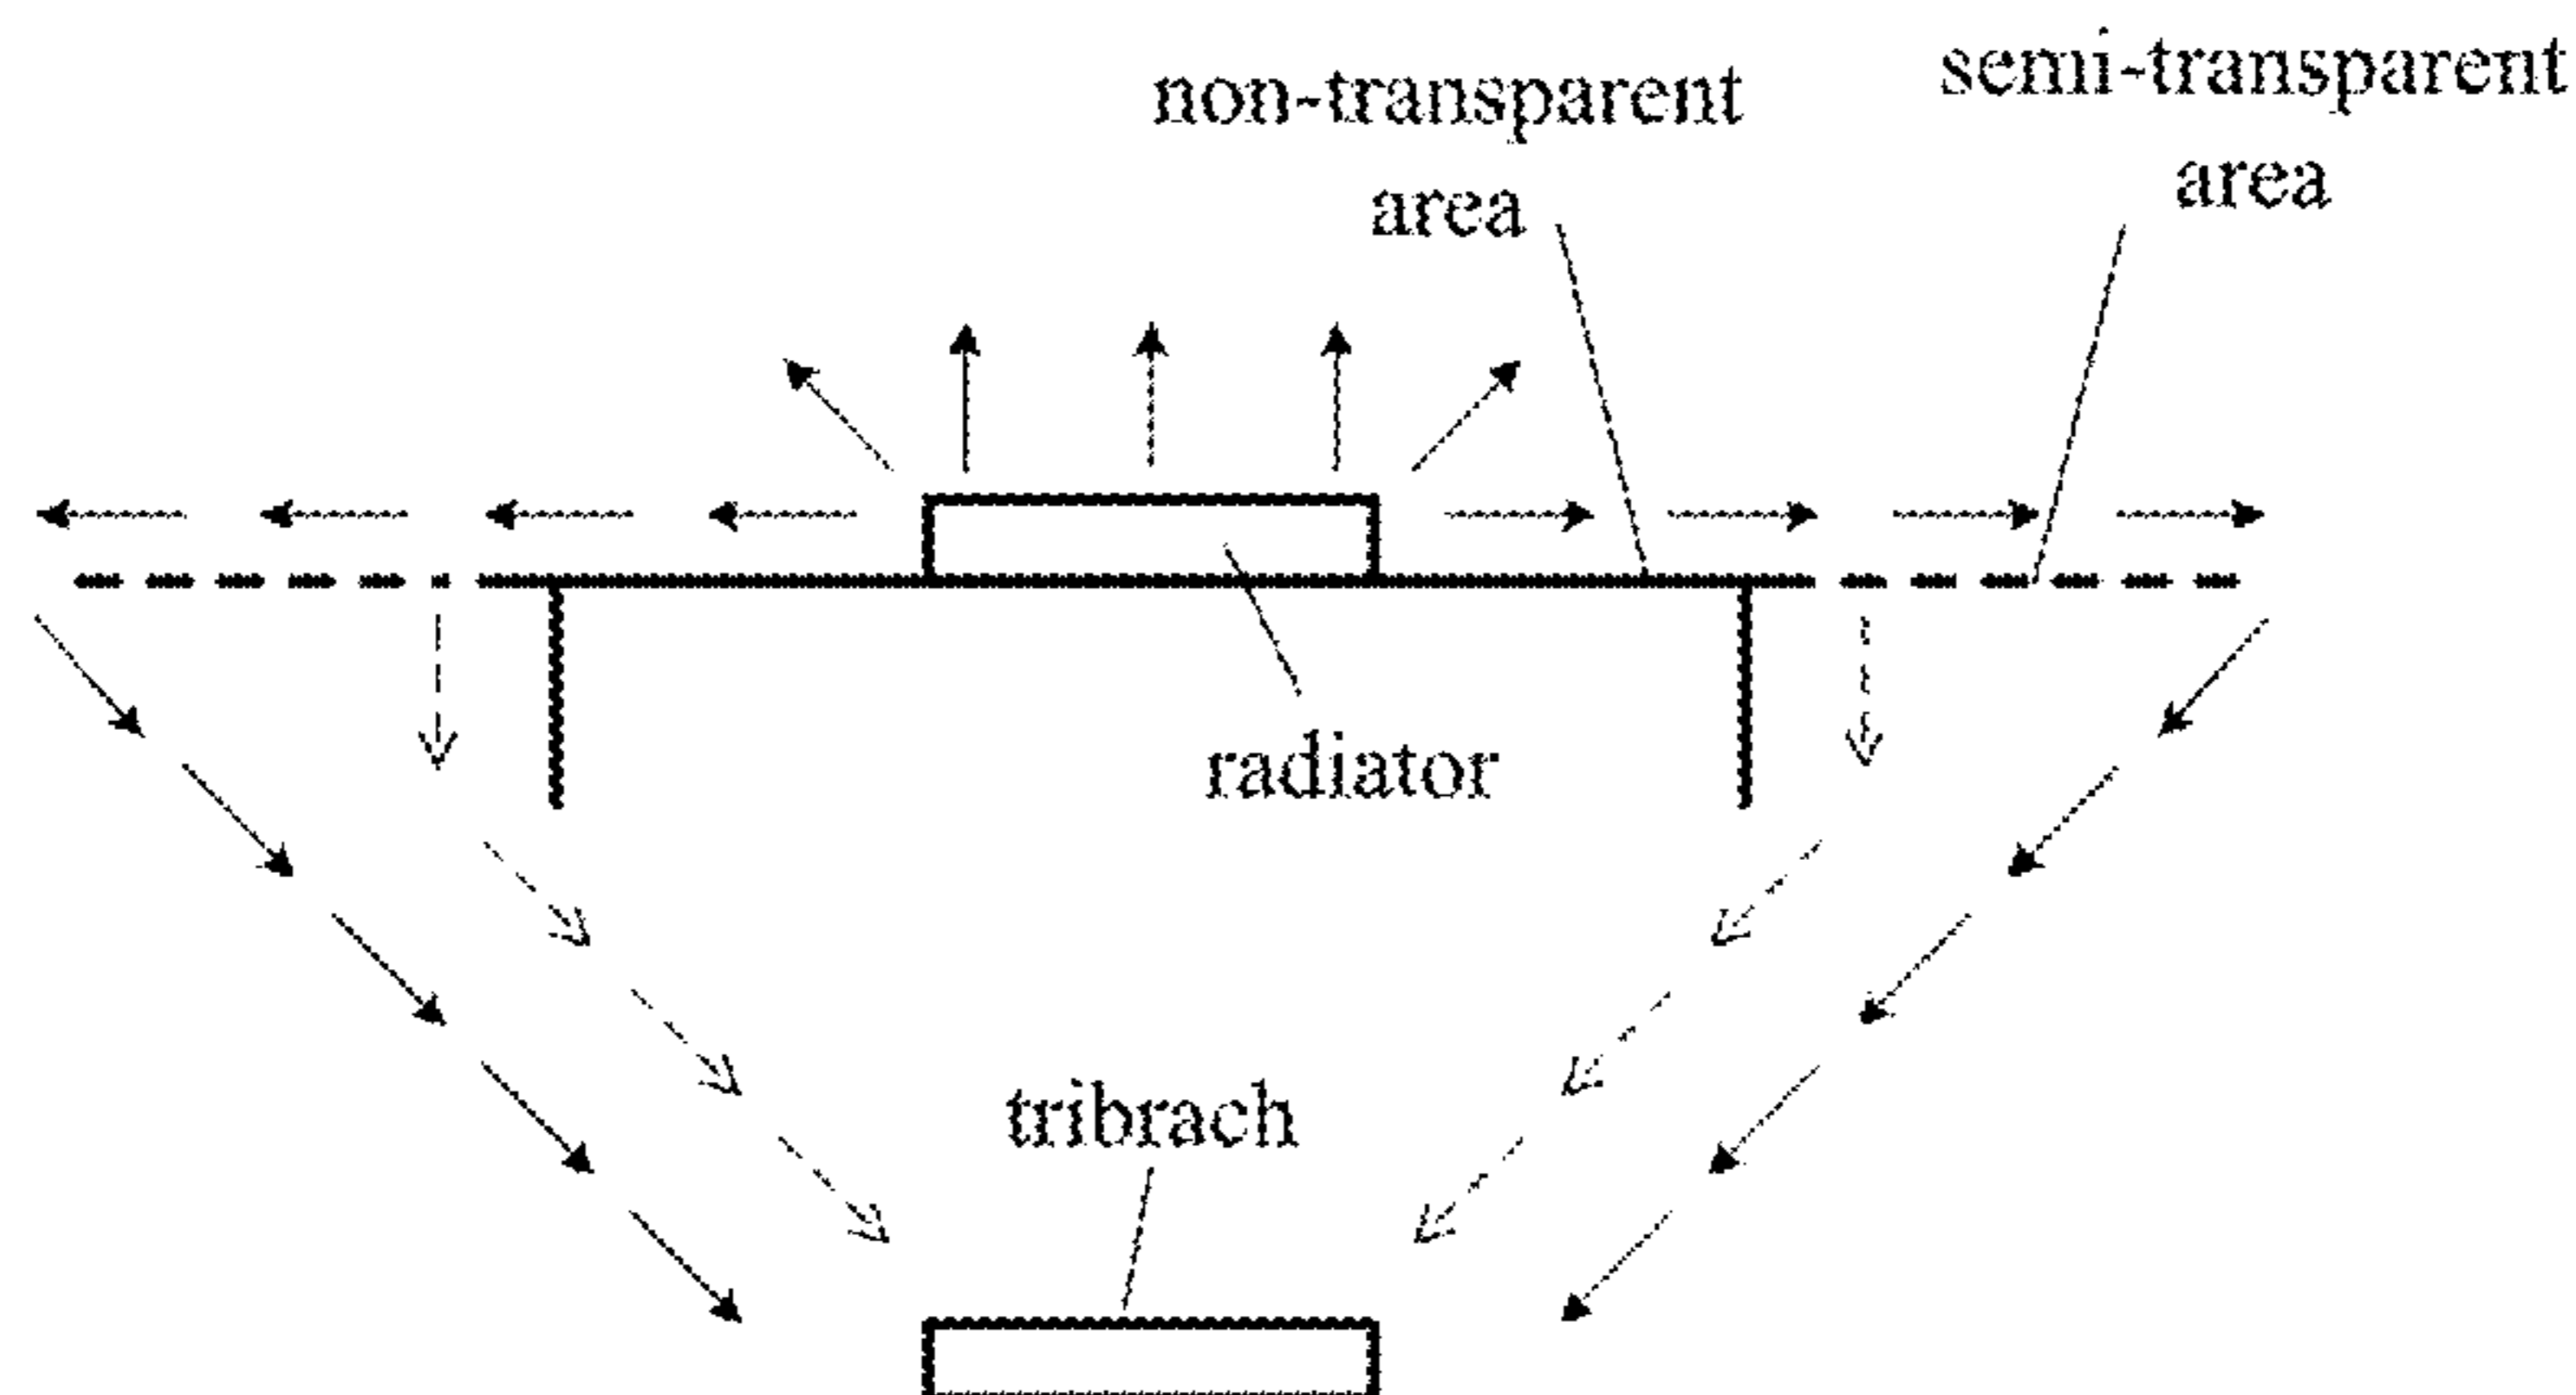 non-transparent
area
semi-transparent
area
radiator
tribrach